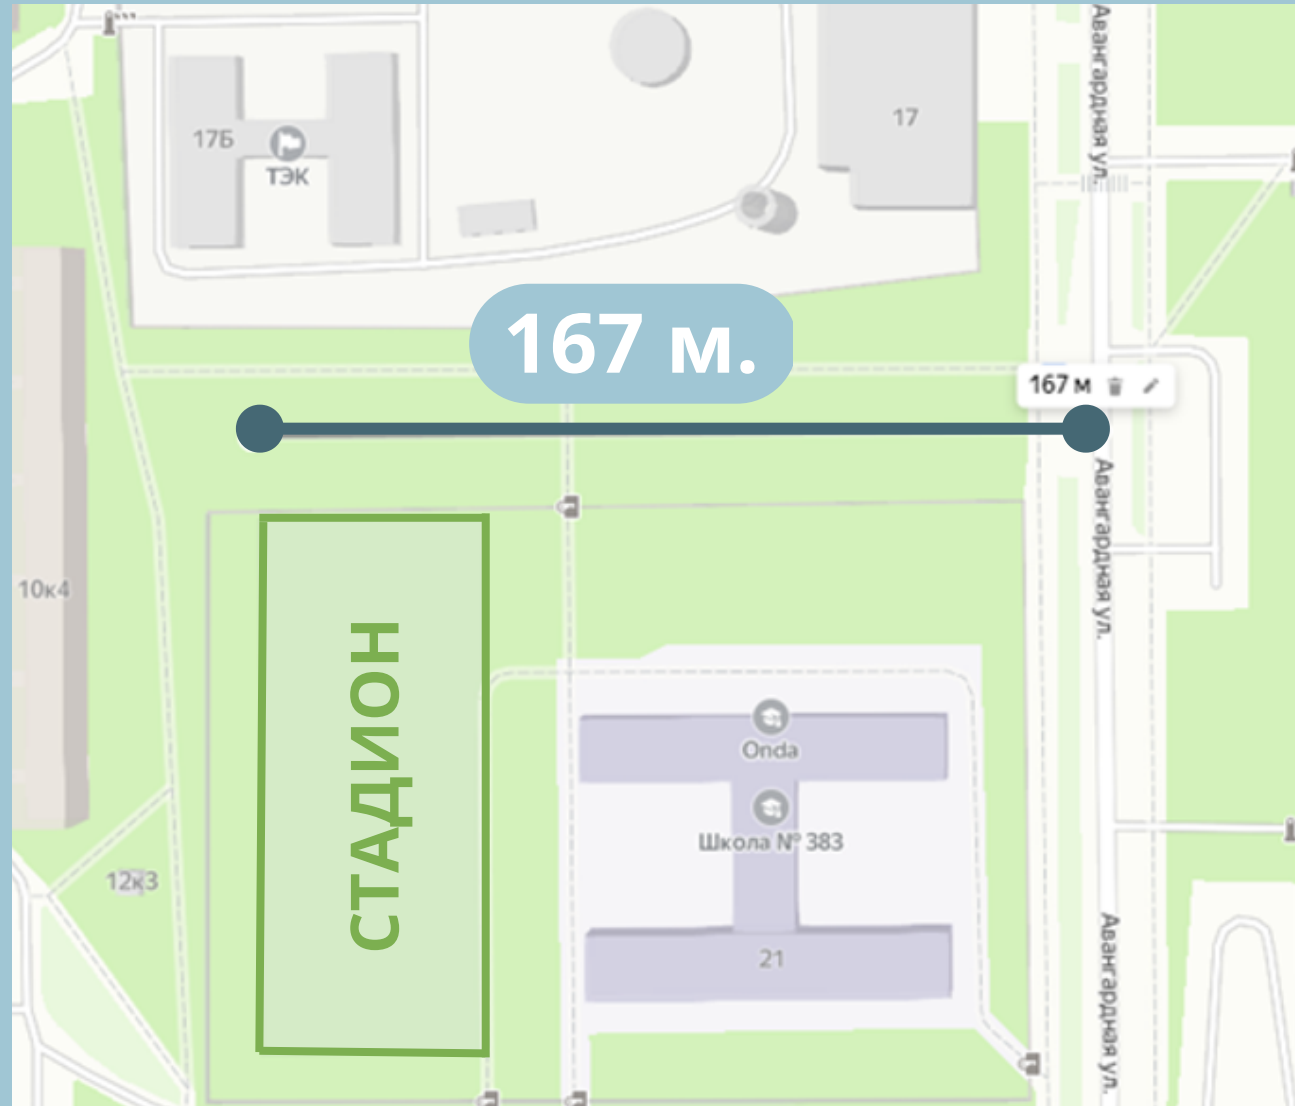 Авангардная ул.
17
17Б
ТЭК
167 м.
167 м
Авангардная ул.
10к4
СТАДИОН
Onda
Школа № 383
12к3
21
Авангардная ул.